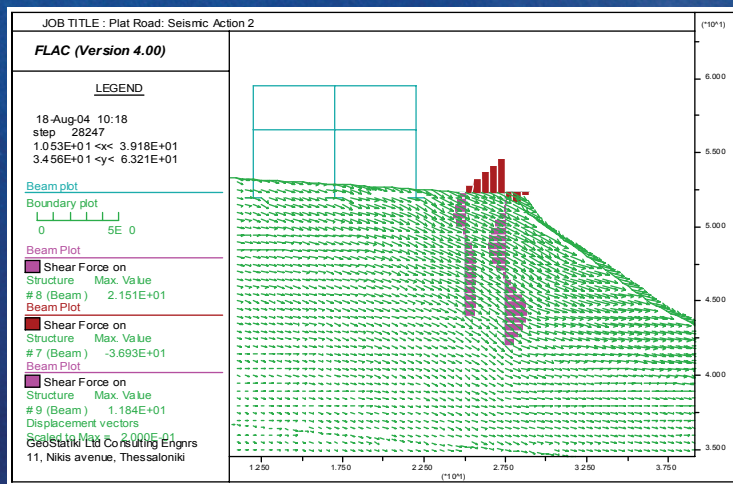 JOB TITLE : Plat Road: Seismic Action 2
(*10^1)
FLAC (Version 4.00)
LEGEND
18-Aug-04 10:18
step 28247
1.053E+01 <x< 3.918E+01
3.456E+01 <y< 6.321E+01
Beam plot
Boundary plot
0 5E 0
Beam Plot
Shear Force on
Structure Max. Value
# 8 (Beam ) 2.151E+01
Beam Plot
Shear Force on
Structure Max. Value
# 7 (Beam ) -3.693E+01
Beam Plot
Shear Force on
Structure Max. Value
# 9 (Beam ) 1.184E+01
Displacement vectors
Scaled to Max = 2.000E-01
GeoStatiki Ltd Consulting Engnrs
11, Nikis avenue, Thessaloniki
6.000
5.500
5.000
4.500
4.000
3.500
1.250 1.750 2.250 2.750 3.250 3.750
(*10^1)